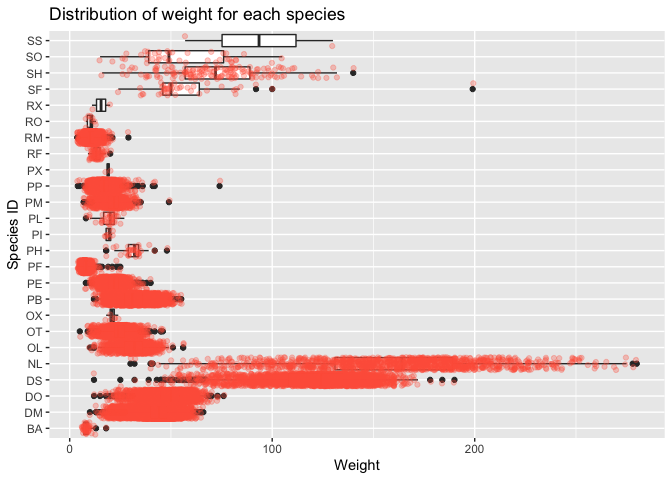 Distribution of weight for each species
Species ID
SS
SO
SH
SF
RX
RO
RM
RF
PX
PP
PM
PL
PI
PH
PF
PE
PB
OX
OT
OL
NL
DS
DO
DM
BA
0 100 200
Weight